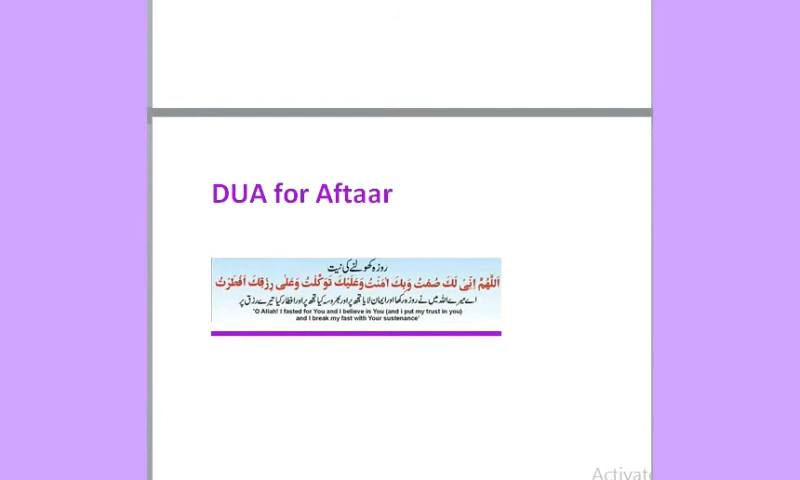 DUA for Aftaar
روزہ کھولنے کی نیت
اَللّٰهُمَّ اِنِّیْ لَکَ صُمْتُ وَبِکَ اٰمَنْتُ وَعَلَيْکَ تَوَکَّلْتُ وَعَلٰی رِزْقِکَ اَفْطَرْتُ
اے میرے اللہ میں نے روزہ رکھا اور ایمان لایا تجھ پر اور بھروسہ کیا تجھ پر اور افطار کیا تیرے رزق پر
'O Allah! I fasted for You and I believe in You (and i put my trust in you)
and I break my fast with Your sustenance'
Activate